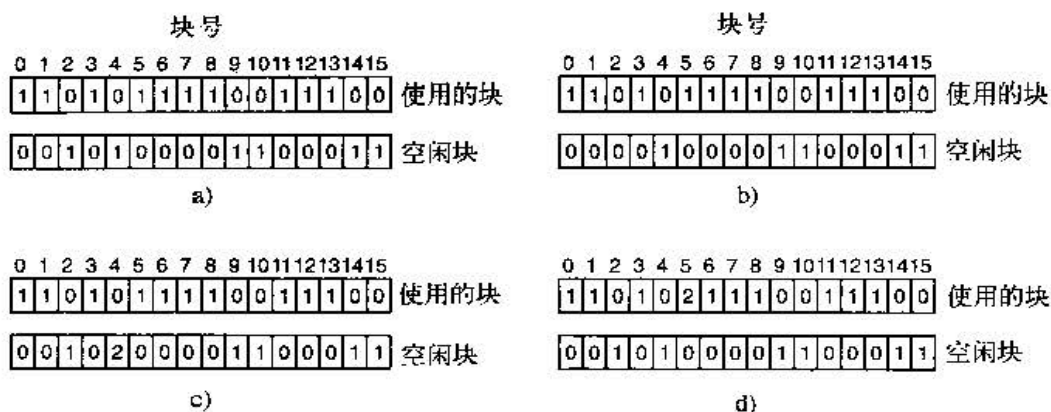 块号
0 1 2 3 4 5 6 7 8 9 10 11 12 13 14 15
1 1 0 1 0 1 1 1 1 0 0 1 1 1 0 0 使用的块
0 0 1 0 1 0 0 0 0 1 1 0 0 0 1 1 空闲块
a)
块号
0 1 2 3 4 5 6 7 8 9 10 11 12 13 14 15
1 1 0 1 0 1 1 1 1 0 0 1 1 1 0 0 使用的块
0 0 0 0 1 0 0 0 0 1 1 0 0 0 1 1 空闲块
b)
0 1 2 3 4 5 6 7 8 9 10 11 12 13 14 15
1 1 0 1 0 1 1 1 1 0 0 1 1 1 0 0 使用的块
0 0 1 0 2 0 0 0 0 1 1 0 0 0 1 1 空闲块
c)
0 1 2 3 4 5 6 7 8 9 10 11 12 13 14 15
1 1 0 1 0 2 1 1 1 0 0 1 1 1 0 0 使用的块
0 0 1 0 1 0 0 0 0 1 1 0 0 0 1 1 空闲块
d)